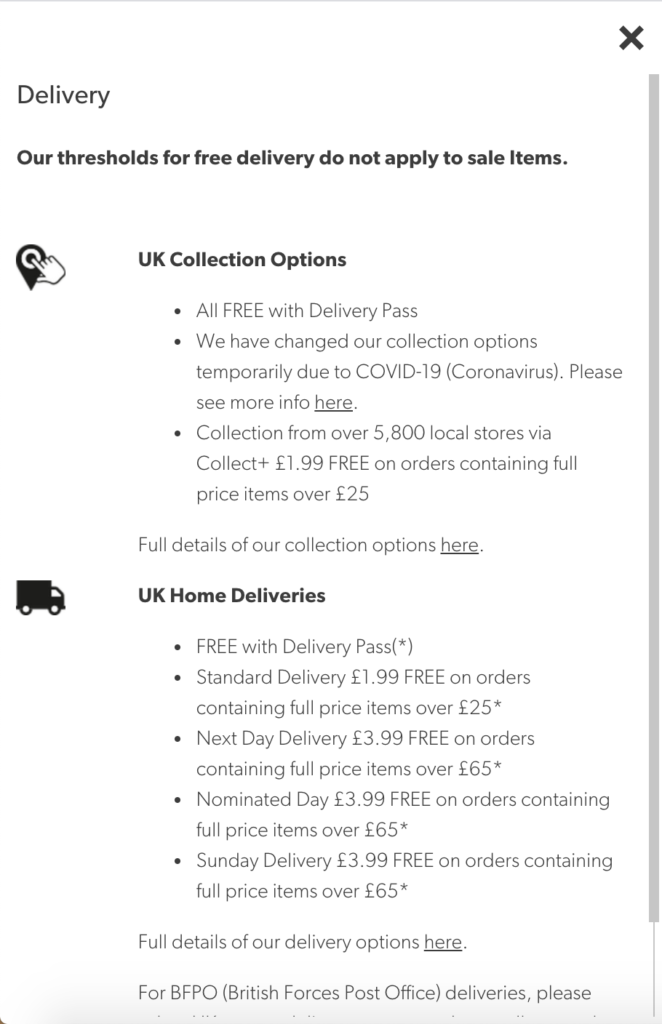 Delivery
Our thresholds for free delivery do not apply to sale Items.
UK Collection Options
• All FREE with Delivery Pass
• We have changed our collection options
temporarily due to COVID-19 (Coronavirus). Please
see more info here.
• Collection from over 5,800 local stores via
Collect+ £1.99 FREE on orders containing full
price items over £25
Full details of our collection options here.
UK Home Deliveries
• FREE with Delivery Pass(*)
• Standard Delivery £1.99 FREE on orders
containing full price items over £25*
• Next Day Delivery £3.99 FREE on orders
containing full price items over £65*
• Nominated Day £3.99 FREE on orders containing
full price items over £65*
• Sunday Delivery £3.99 FREE on orders containing
full price items over £65*
Full details of our delivery options here.
For BFPO (British Forces Post Office) deliveries, please